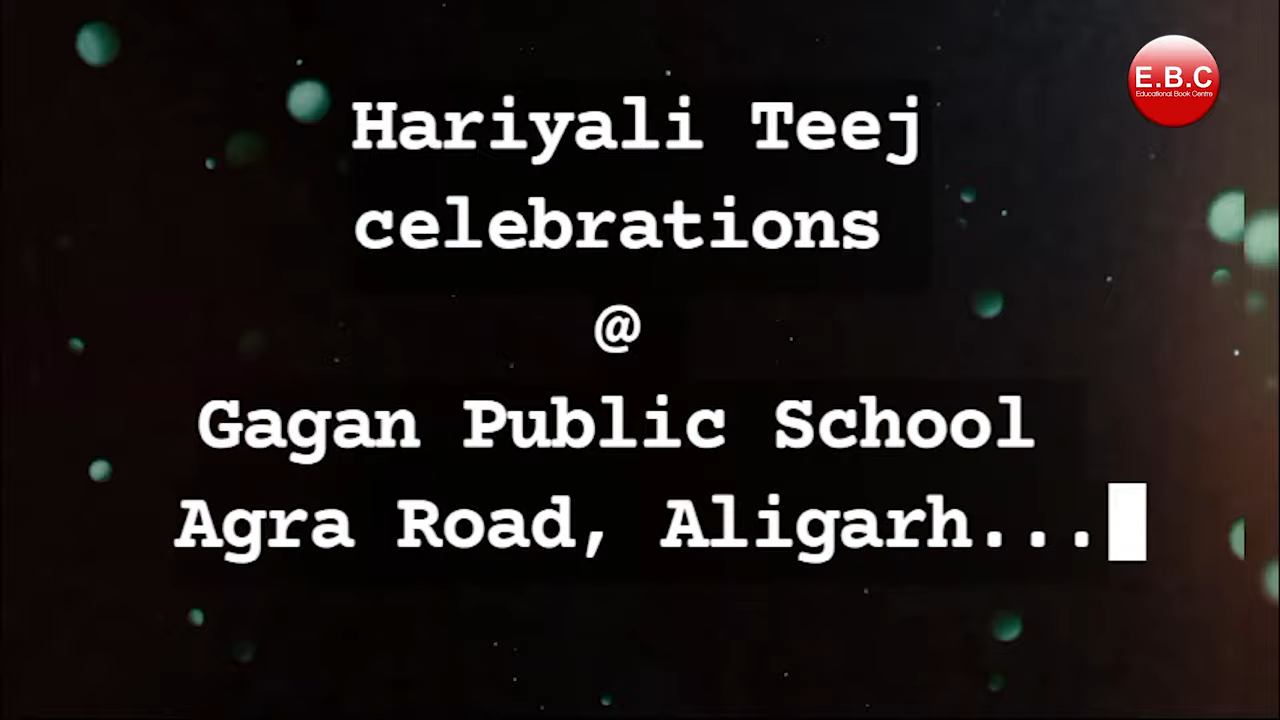 E.B.C
Educational Book Centre
Hariyali Teej
celebrations
@
Gagan Public School
Agra Road, Aligarh...